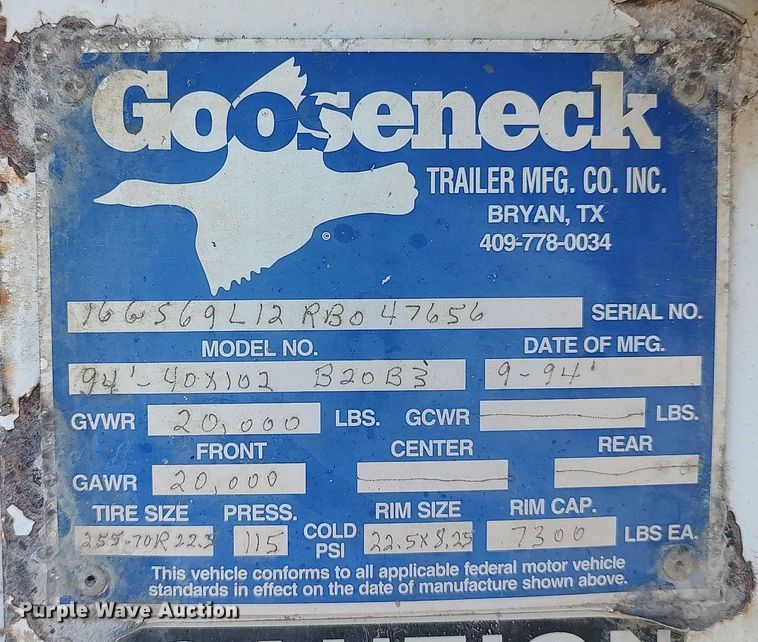 Gooseneck
TRAILER MFG. CO. INC.
BRYAN, TX
409-778-0034
©
16GS69L12RB047656 SERIAL NO.
MODEL NO. DATE OF MFG.
94'-40X102 B20B3 9-94'
GVWR 20,000 LBS. GCWR LBS.
FRONT CENTER REAR
GAWR 20,000
TIRE SIZE PRESS. RIM SIZE RIM CAP.
255-70R22.5 115 COLD PSI 22.5X8.25 7300 LBS EA.
This vehicle conforms to all applicable federal motor vehicle
standards in effect on the date of manufacture shown above.
Purple Wave Auction